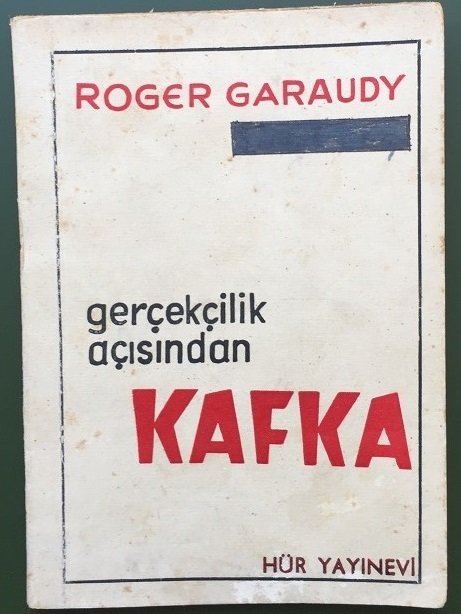 ROGER GARAUDY
gerçekçilik
açısından
KAFKA
HÜR YAYINEVİ